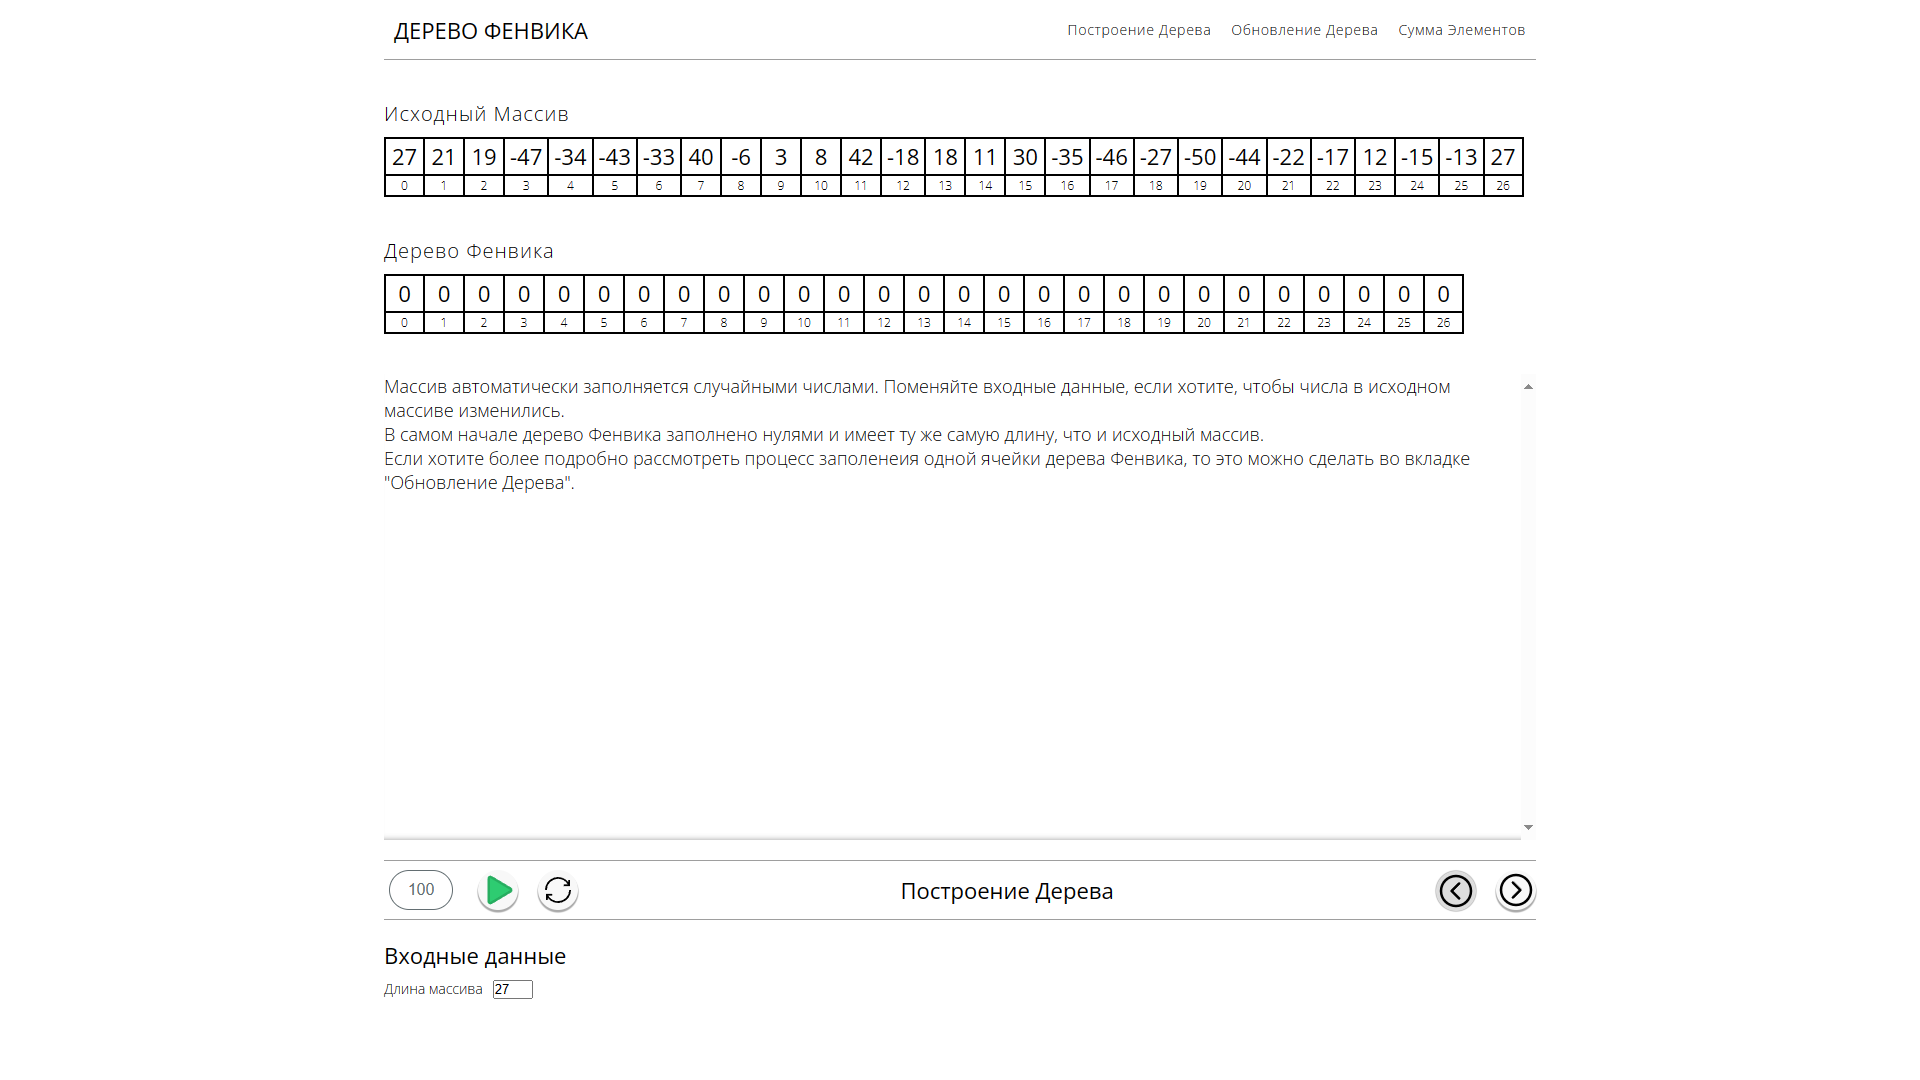 ДЕРЕВО ФЕНВИКА
Построение Дерева Обновление Дерева Сумма Элементов
Исходный Массив
27 21 19 -47 -34 -43 -33 40 -6 3 8 42 -18 18 11 30 -35 -46 -27 -50 -44 -22 -17 12 -15 -13 27
0 1 2 3 4 5 6 7 8 9 10 11 12 13 14 15 16 17 18 19 20 21 22 23 24 25 26
Дерево Фенвика
0 0 0 0 0 0 0 0 0 0 0 0 0 0 0 0 0 0 0 0 0 0 0 0 0 0 0
0 1 2 3 4 5 6 7 8 9 10 11 12 13 14 15 16 17 18 19 20 21 22 23 24 25 26
Массив автоматически заполняется случайными числами. Поменяйте входные данные, если хотите, чтобы числа в исходном
массиве изменились.
В самом начале дерево Фенвика заполнено нулями и имеет ту же самую длину, что и исходный массив.
Если хотите более подробно рассмотреть процесс заполенеия одной ячейки дерева Фенвика, то это можно сделать во вкладке
"Обновление Дерева".
100
Построение Дерева
Входные данные
Длина массива 27